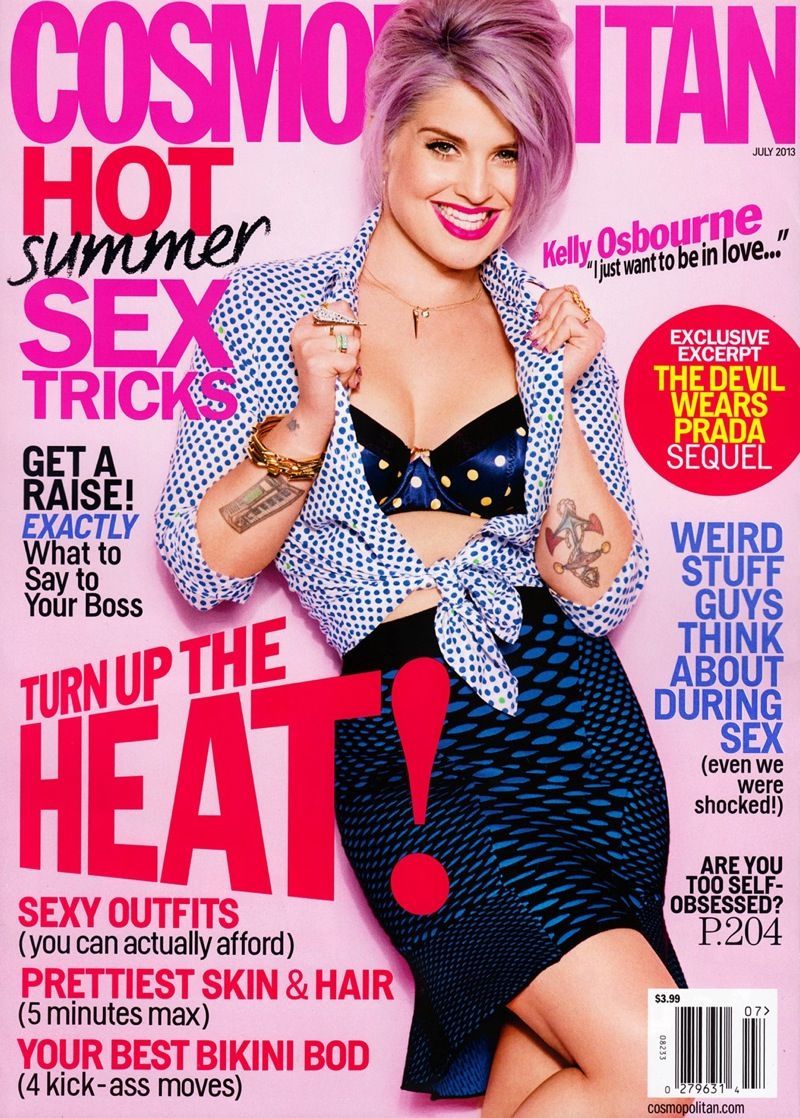 COSMOPOLITAN
JULY 2013
HOT
summer
SEX
TRICKS
Kelly Osbourne
"I just want to be in love..."
EXCLUSIVE
EXCERPT
THE DEVIL
WEARS
PRADA
SEQUEL
GET A
RAISE!
EXACTLY
What to
Say to
Your Boss
WEIRD
STUFF
GUYS
THINK
ABOUT
DURING
SEX
(even we
were
shocked!)
TURN UP THE
HEAT!
ARE YOU
TOO SELF-
OBSESSED?
P.204
SEXY OUTFITS
(you can actually afford)
PRETTIEST SKIN & HAIR
(5 minutes max)
YOUR BEST BIKINI BOD
(4 kick-ass moves)
$3.99
07>
08233
0 279631 4
cosmopolitan.com